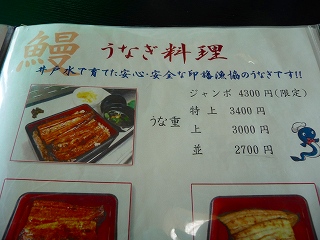 鰻 うなぎ料理
井戸水で育てた安心・安全な印旛漁協のうなぎです!!
うな重
ジャンボ 4300円(限定)
特上 3400円
上 3000円
並 2700円